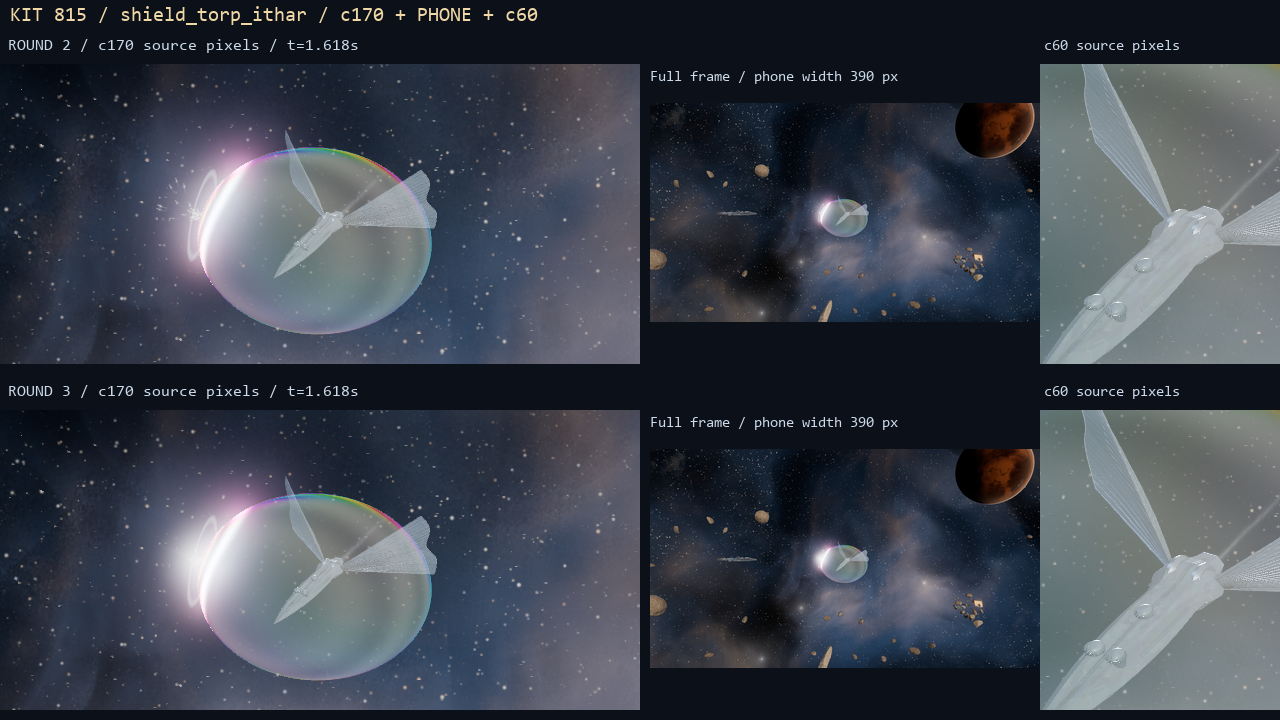 KIT 815 / shield_torp_ithar / c170 + PHONE + c60
ROUND 2 / c170 source pixels / t=1.618s
Full frame / phone width 390 px
c60 source pixels
ROUND 3 / c170 source pixels / t=1.618s
Full frame / phone width 390 px
c60 source pixels